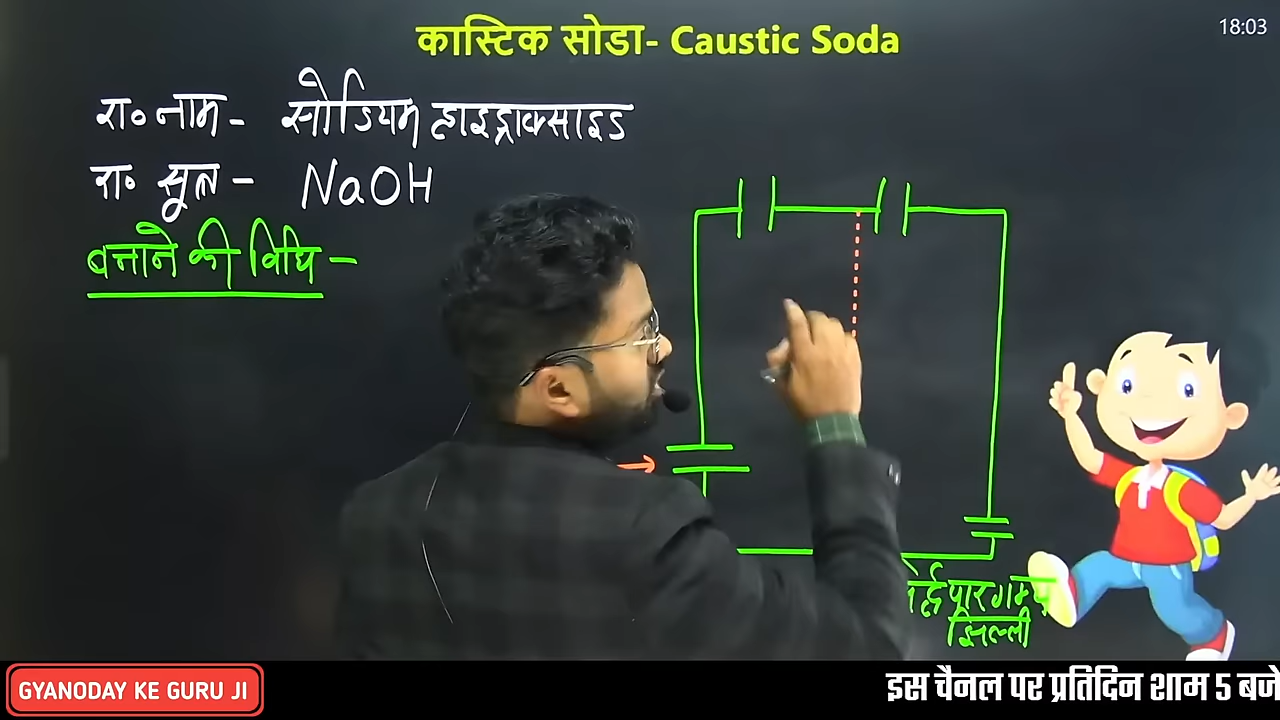 कास्टिक सोडा- Caustic Soda
18:03
रा० नाम - सोडियम हाइड्राक्साइड
रा० सूत्र - NaOH
बनाने की विधि -
झिल्ली
GYANODAY KE GURU JI
इस चैनल पर प्रतिदिन शाम 5 बजे